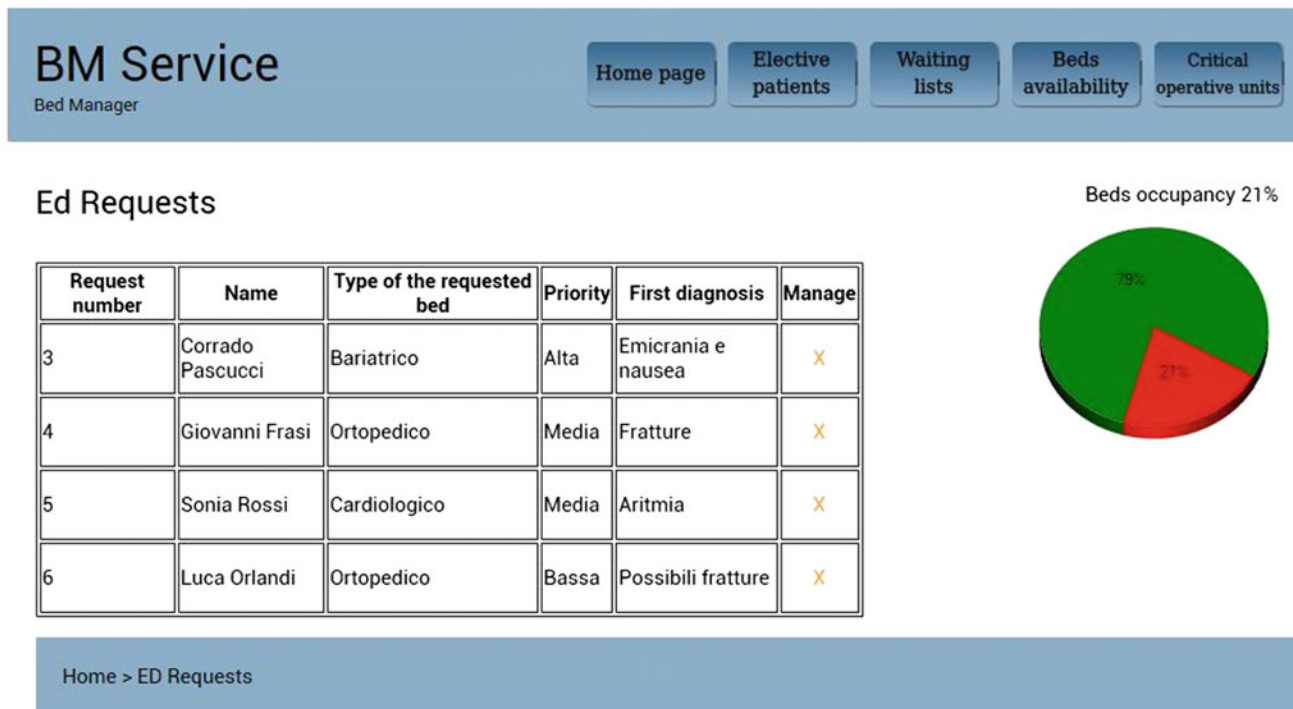 BM Service
Bed Manager
Home page
Elective
patients
Waiting
lists
Beds
availability
Critical
operative units
Ed Requests
Beds occupancy 21%
79%
21%
Request
number
Name
Type of the requested
bed
Priority
First diagnosis
Manage
3
Corrado
Pascucci
Bariatrico
Alta
Emicrania e
nausea
X
4
Giovanni Frasi
Ortopedico
Media
Fratture
X
5
Sonia Rossi
Cardiologico
Media
Aritmia
X
6
Luca Orlandi
Ortopedico
Bassa
Possibili fratture
X
Home > ED Requests